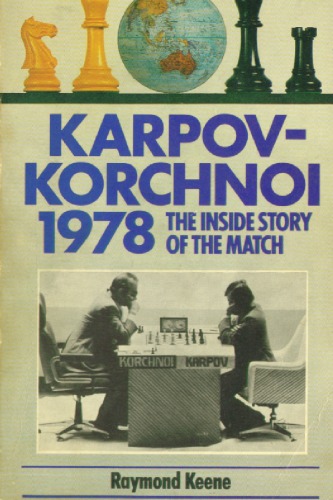 KARPOV-
KORCHNOI
1978 THE INSIDE STORY
OF THE MATCH
KORCHNOI KARPOV
Raymond Keene